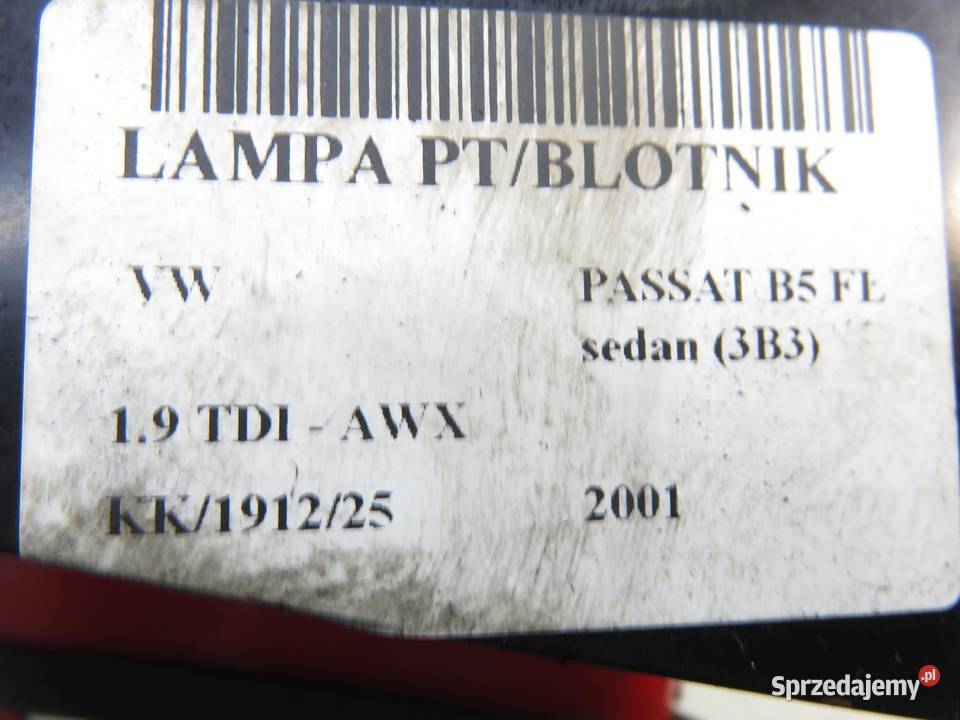 LAMPA PT/BLOTNIK
VW
PASSAT B5 FL
sedan (3B3)
1.9 TDI - AWX
KK/1912/25
2001
Sprzedajemy.pl